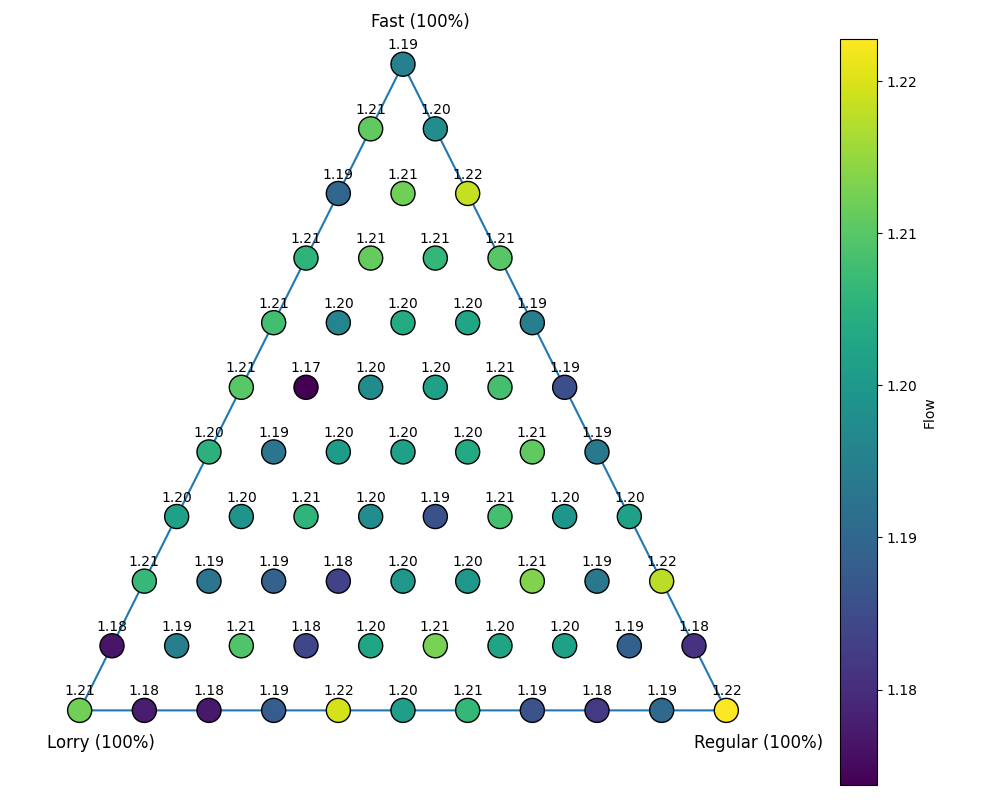 Fast (100%)
1.19
1.21 1.20
1.19 1.21 1.22
1.21 1.21 1.21 1.21
1.21 1.20 1.20 1.20 1.19
1.21 1.17 1.20 1.20 1.21 1.19
1.20 1.19 1.20 1.20 1.20 1.21 1.19
1.20 1.20 1.21 1.20 1.19 1.21 1.20 1.20
1.21 1.19 1.19 1.18 1.20 1.20 1.21 1.19 1.22
1.18 1.19 1.21 1.18 1.20 1.21 1.20 1.20 1.19 1.18
1.21 1.18 1.18 1.19 1.22 1.20 1.21 1.19 1.18 1.19 1.22
Lorry (100%) Regular (100%)
1.22
1.21
1.20
1.19
1.18
Flow